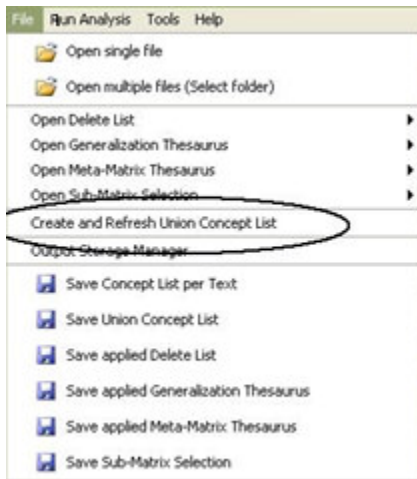 File Run Analysis Tools Help
Open single file
Open multiple files (Select folder)
Open Delete List
Open Generalization Thesaurus
Open Meta-Matrix Thesaurus
Open Sub-Matrix Selection
Create and Refresh Union Concept List
Output Storage Manager
Save Concept List per Text
Save Union Concept List
Save applied Delete List
Save applied Generalization Thesaurus
Save applied Meta-Matrix Thesaurus
Save Sub-Matrix Selection